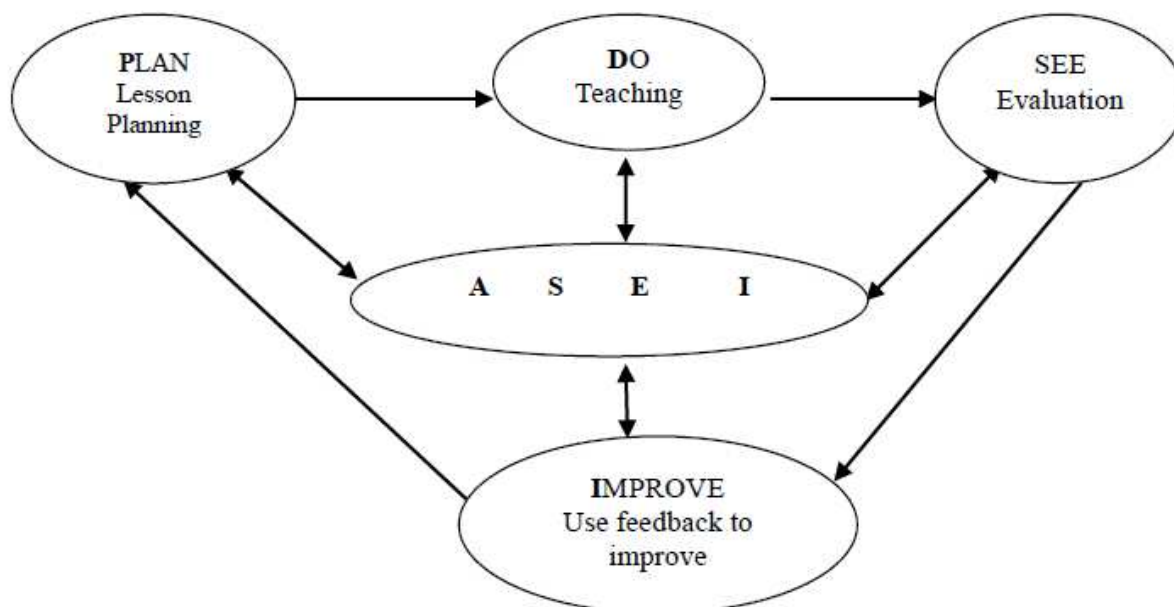 PLAN
Lesson
Planning
DO
Teaching
SEE
Evaluation
A S E I
IMPROVE
Use feedback to
improve